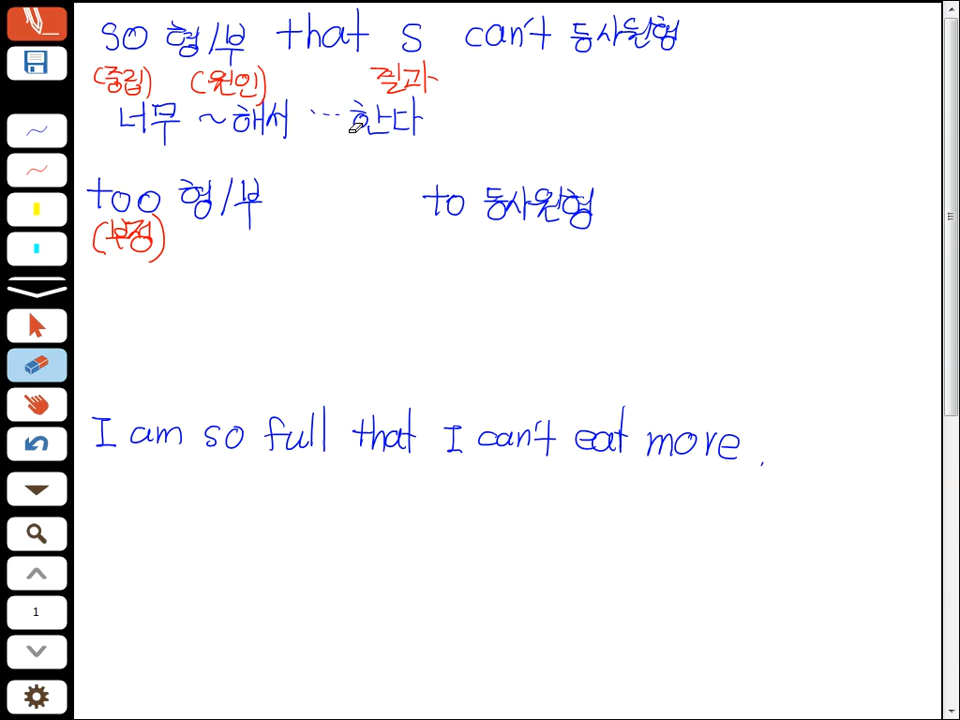 so 형/부 that S can't 동사원형
(중립) (원인) 결과
너무 ~해서 … 한다
too 형/부 to 동사원형
(부정)
I am so full that I can't eat more.
1